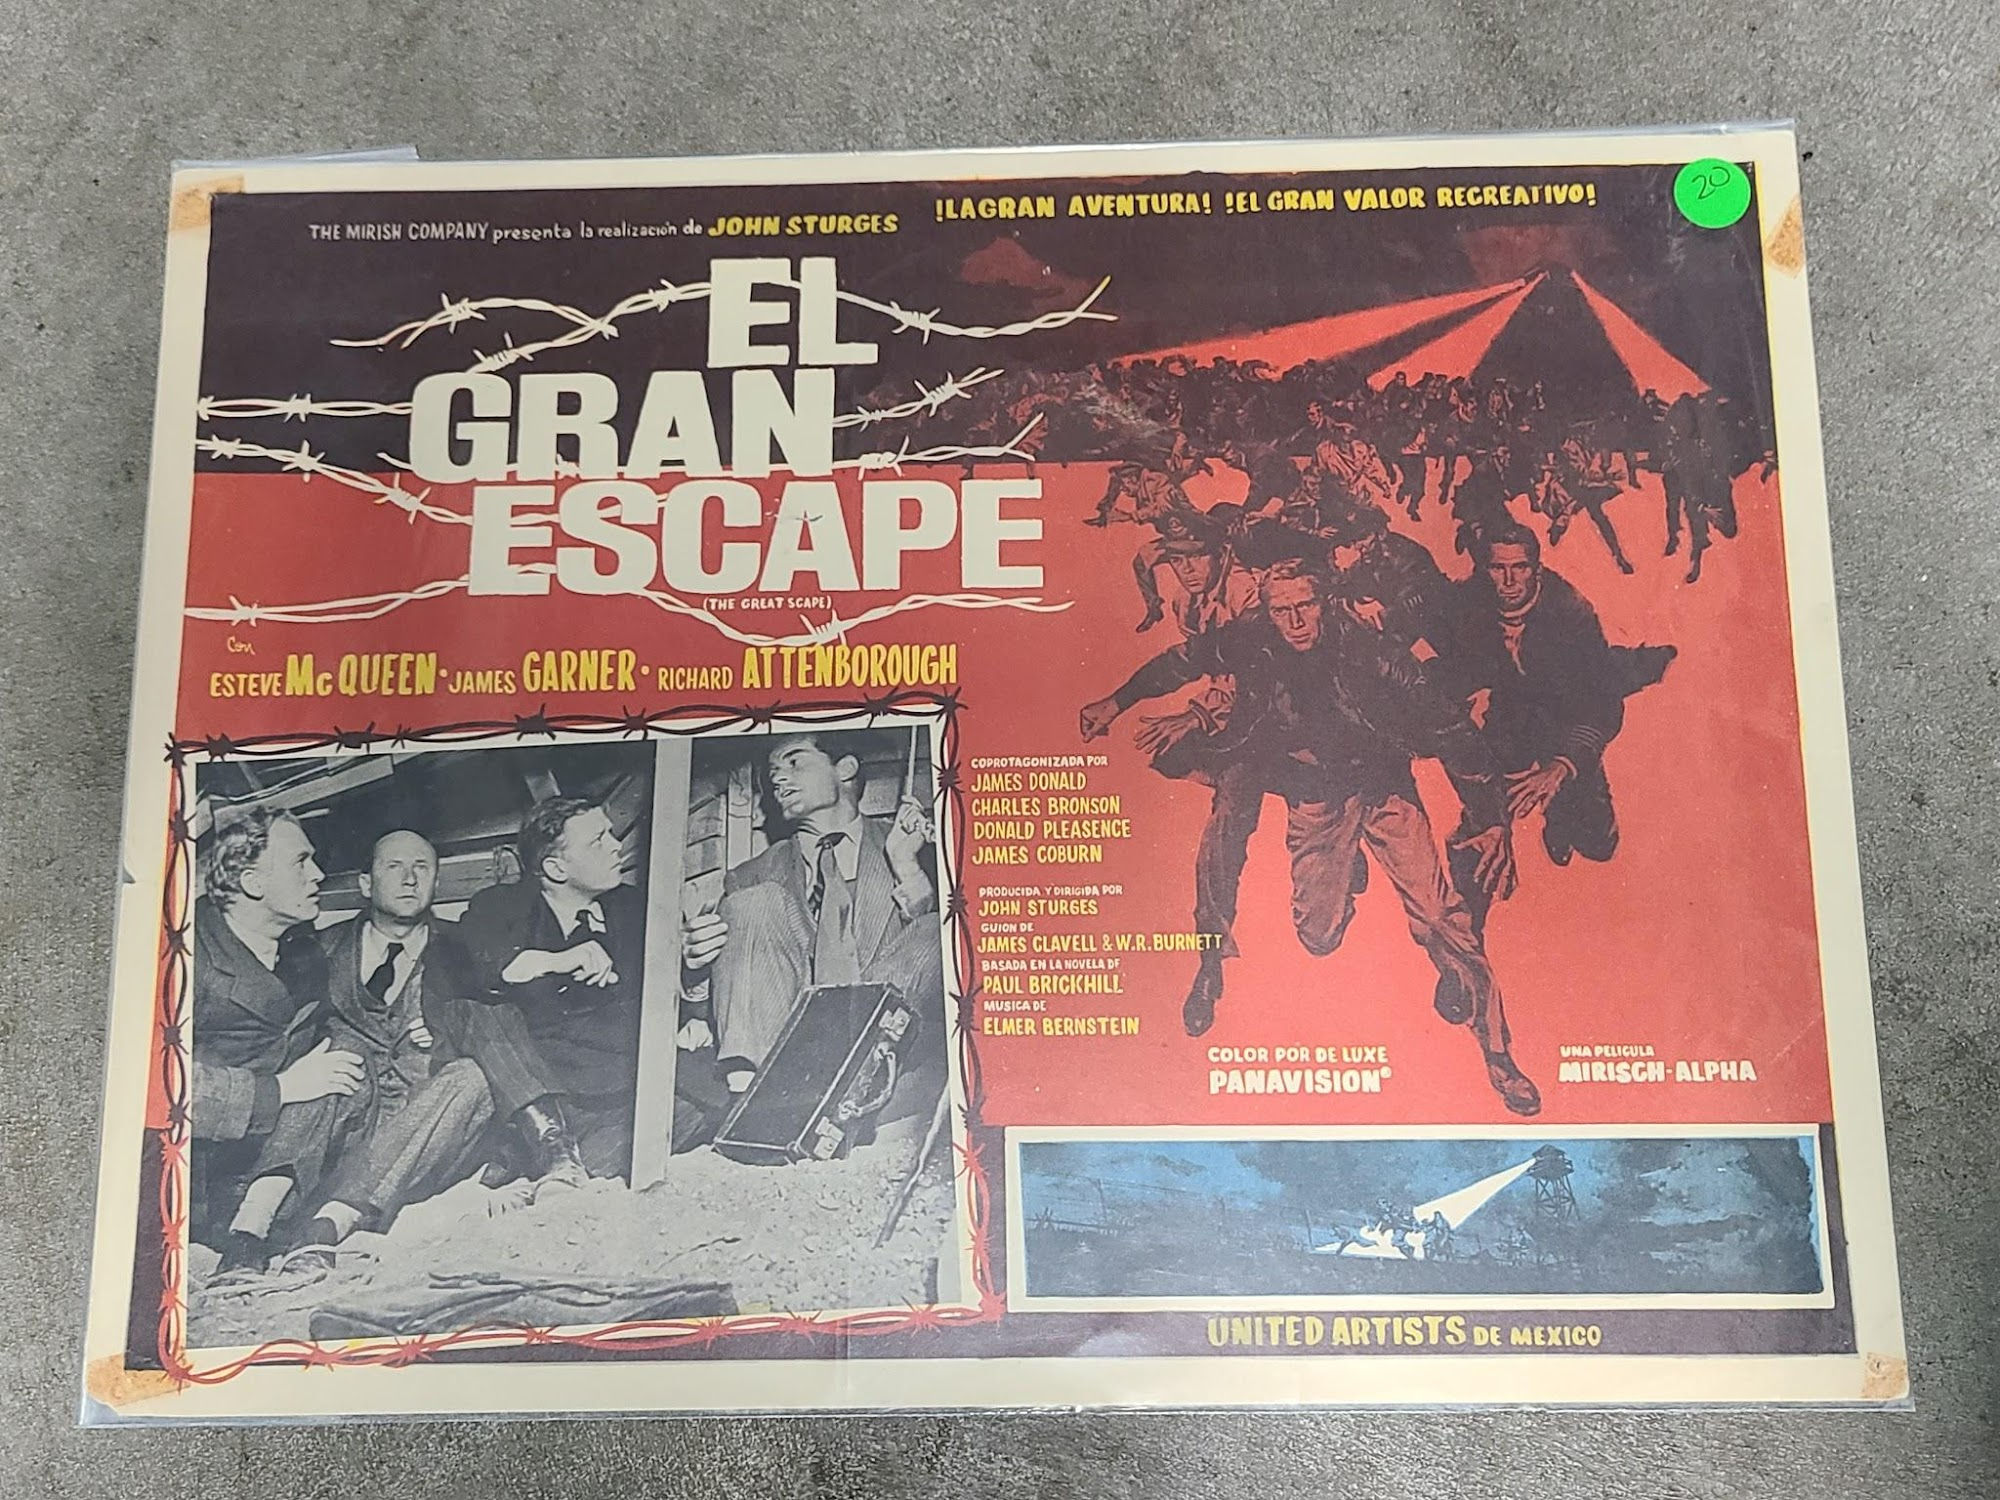 20
THE MIRISH COMPANY presenta la realización de JOHN STURGES
!LA GRAN AVENTURA! !EL GRAN VALOR RECREATIVO!
EL
GRAN
ESCAPE
(THE GREAT SCAPE)
Con
ESTEVE McQUEEN · JAMES GARNER · RICHARD ATTENBOROUGH
COPROTAGONIZADA POR
JAMES DONALD
CHARLES BRONSON
DONALD PLEASENCE
JAMES COBURN
PRODUCIDA Y DIRIGIDA POR
JOHN STURGES
GUION DE
JAMES CLAVELL & W.R. BURNETT
BASADA EN LA NOVELA DE
PAUL BRICKHILL
MUSICA DE
ELMER BERNSTEIN
COLOR POR DE LUXE
PANAVISION®
UNA PELICULA
MIRISCH-ALPHA
UNITED ARTISTS DE MEXICO